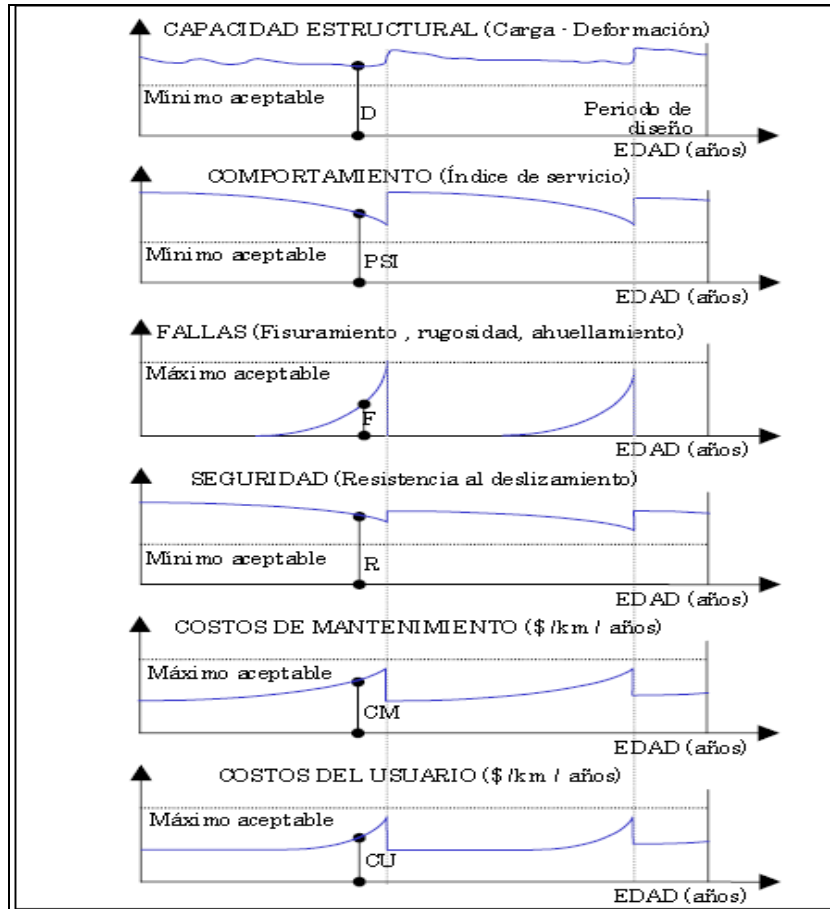 CAPACIDAD ESTRUCTURAL (Carga - Deformación)
Mínimo aceptable
D
Periodo de
diseño
EDAD (años)
COMPORTAMIENTO (Índice de servicio)
Mínimo aceptable
PSI
EDAD (años)
FALLAS (Fisuramiento , rugosidad, ahuellamiento)
Máximo aceptable
F
EDAD (años)
SEGURIDAD (Resistencia al deslizamiento)
Mínimo aceptable
R
EDAD (años)
COSTOS DE MANTENIMIENTO ($ /km / años)
Máximo aceptable
CM
EDAD (años)
COSTOS DEL USUARIO ($ /km / años)
Máximo aceptable
CU
EDAD (años)